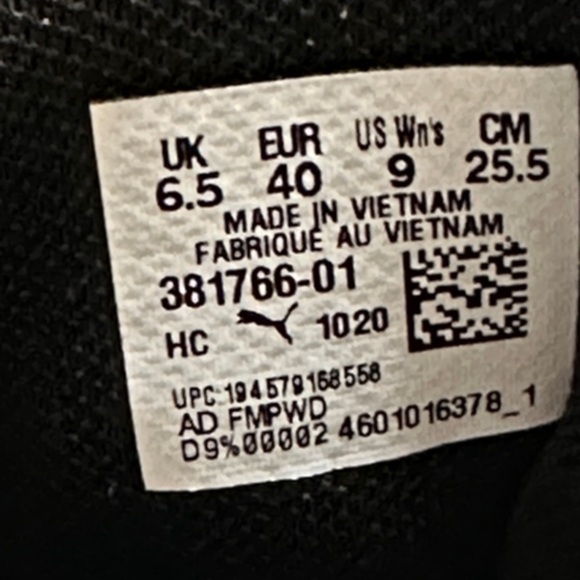 UK EUR US Wn's CM
6.5 40 9 25.5
MADE IN VIETNAM
FABRIQUE AU VIETNAM
381766-01
HC 1020
UPC:194579168558
AD FMPWD
D9%00002 4601016378_1